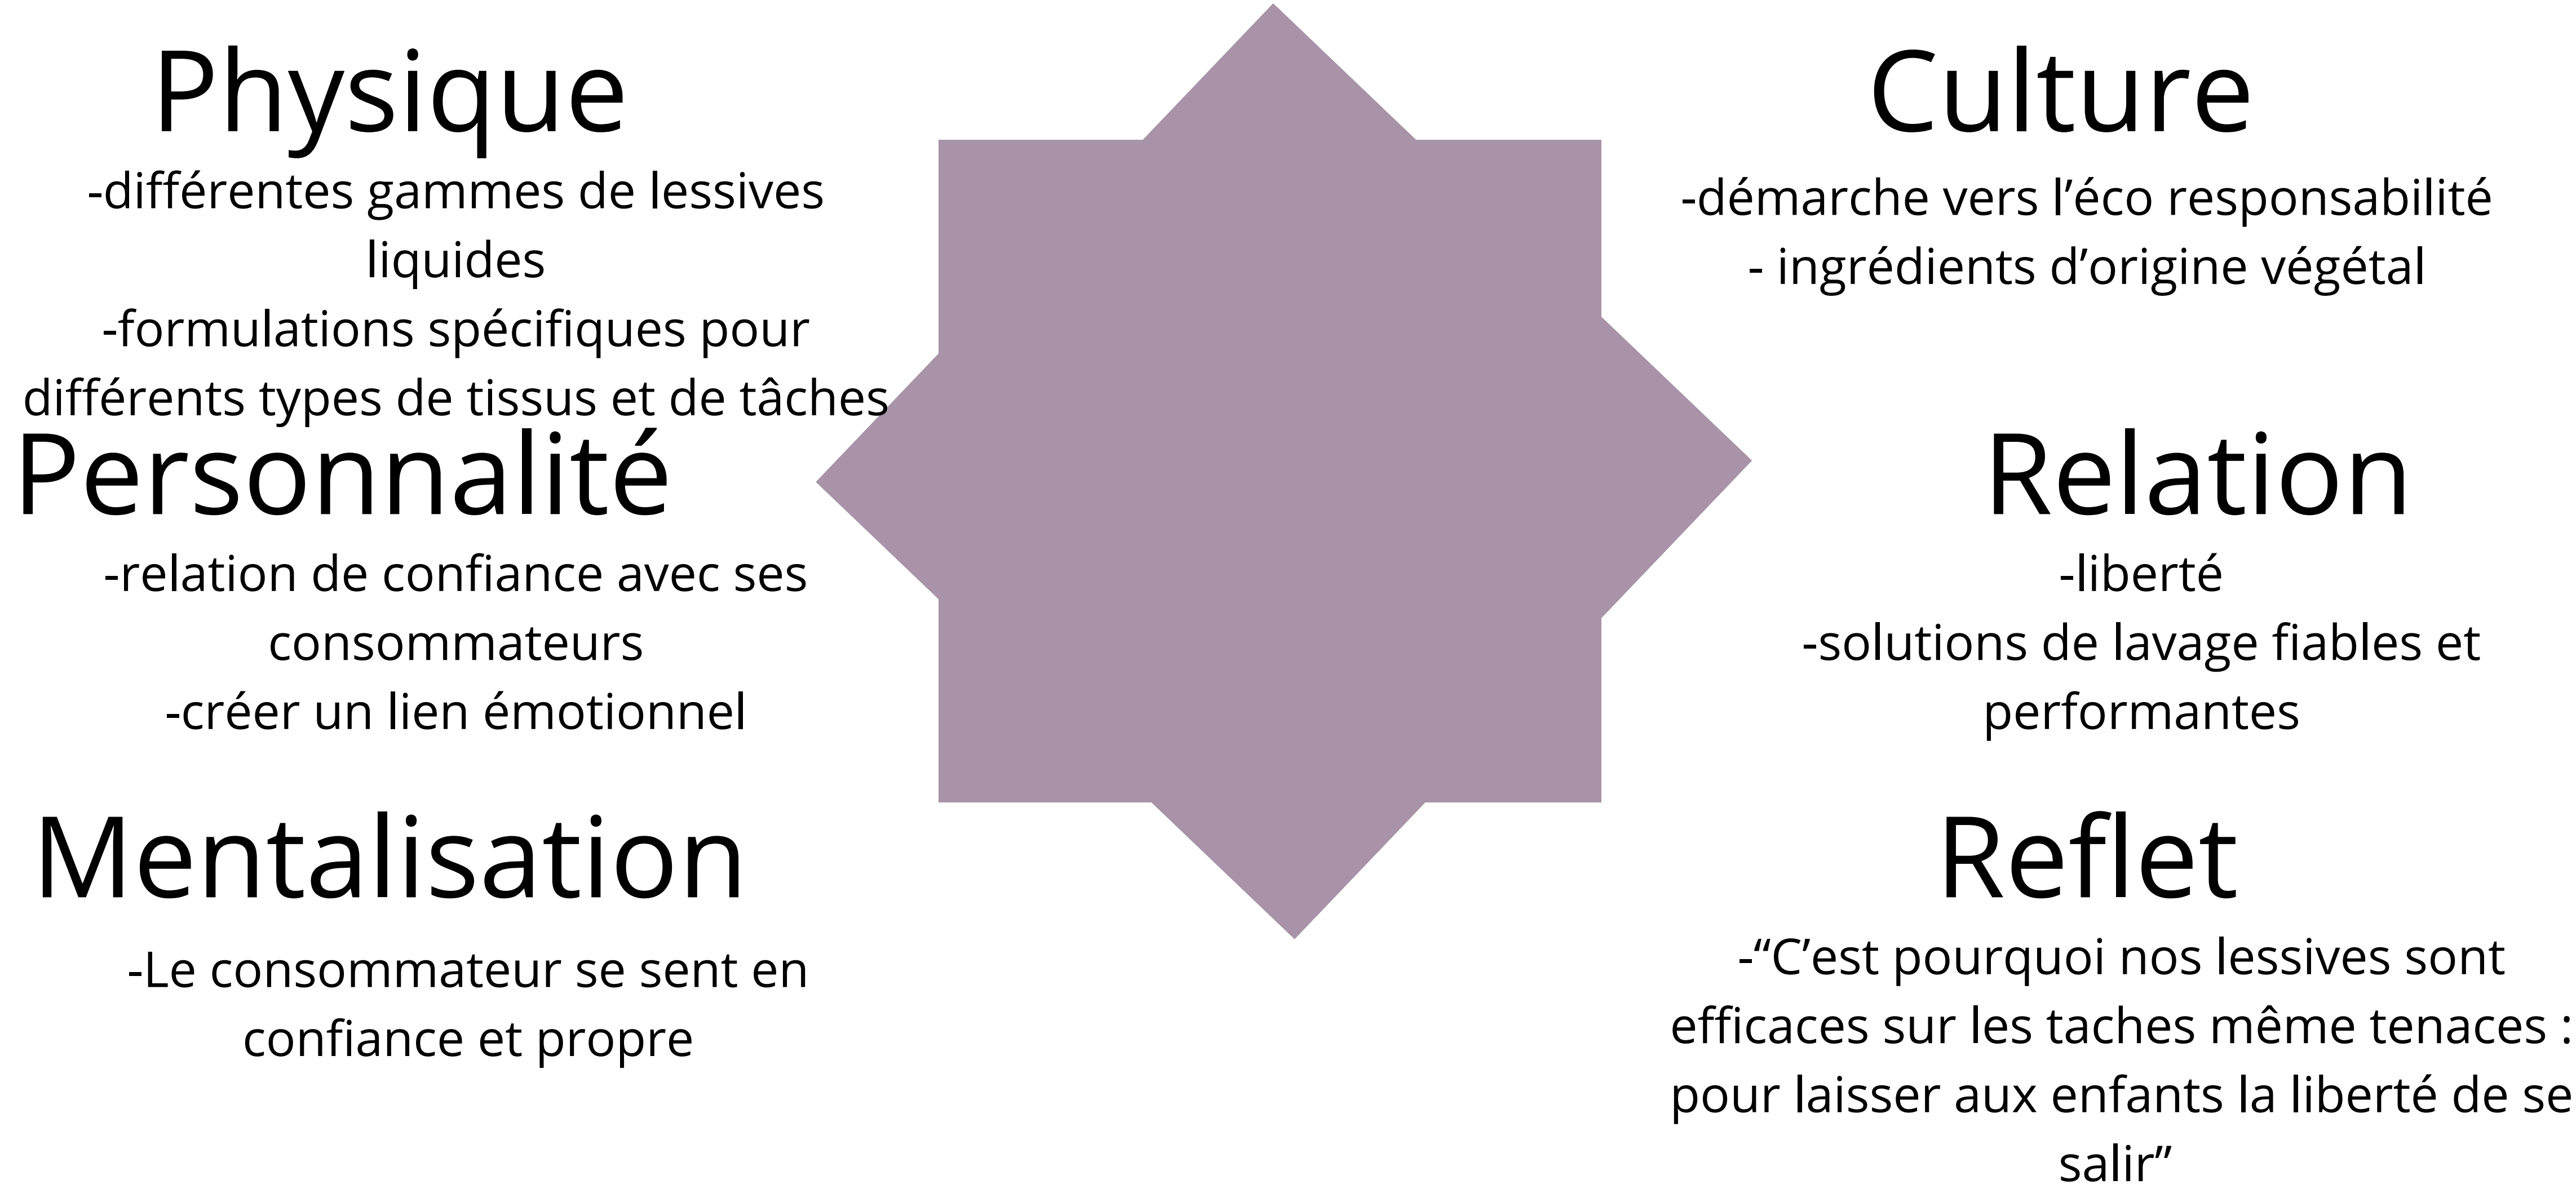 Physique
-différentes gammes de lessives
liquides
-formulations spécifiques pour
différents types de tissus et de tâches
Personnalité
-relation de confiance avec ses
consommateurs
-créer un lien émotionnel
Mentalisation
-Le consommateur se sent en
confiance et propre
Culture
-démarche vers l’éco responsabilité
- ingrédients d’origine végétal
Relation
-liberté
-solutions de lavage fiables et
performantes
Reflet
-“C’est pourquoi nos lessives sont
efficaces sur les taches même tenaces :
pour laisser aux enfants la liberté de se
salir”